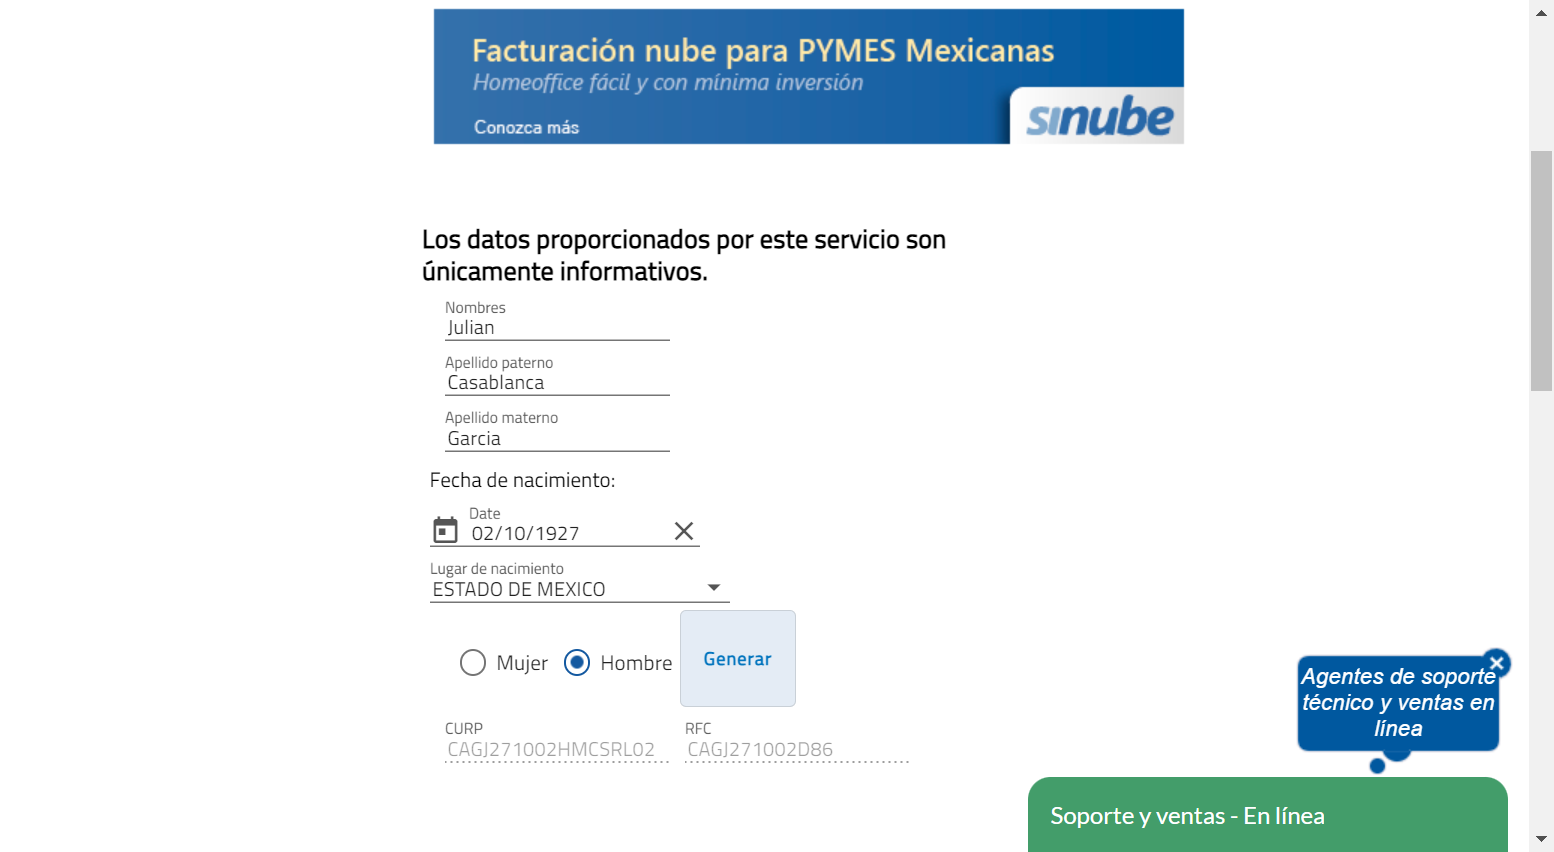 Facturación nube para PYMES Mexicanas
Homeoffice fácil y con mínima inversión
Conozca más
sınube
Los datos proporcionados por este servicio son
únicamente informativos.
Nombres
Julian
Apellido paterno
Casablanca
Apellido materno
Garcia
Fecha de nacimiento:
Date
02/10/1927
Lugar de nacimiento
ESTADO DE MEXICO
Mujer Hombre Generar
CURP RFC
CAGJ271002HMCSRL02 CAGJ271002D86
Agentes de soporte
técnico y ventas en
línea
Soporte y ventas - En línea